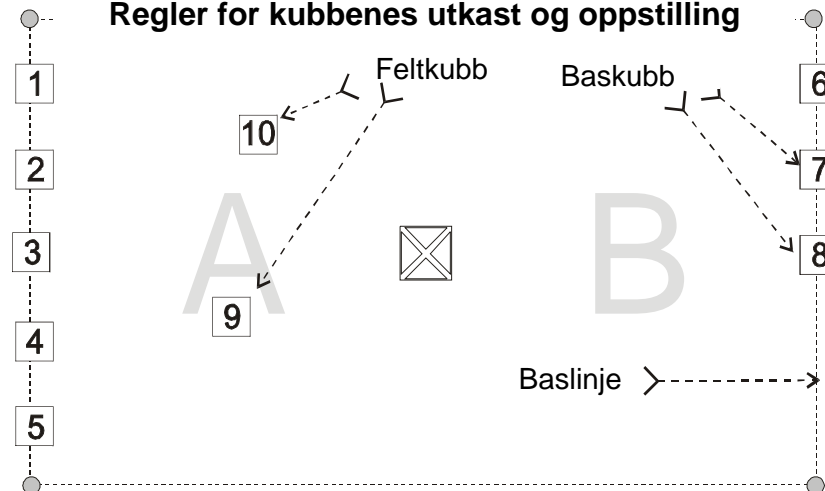 Regler for kubbenes utkast og oppstilling
Feltkubb
Baskubb
1
6
10
2
7
A
B
3
8
9
4
Baslinje
5